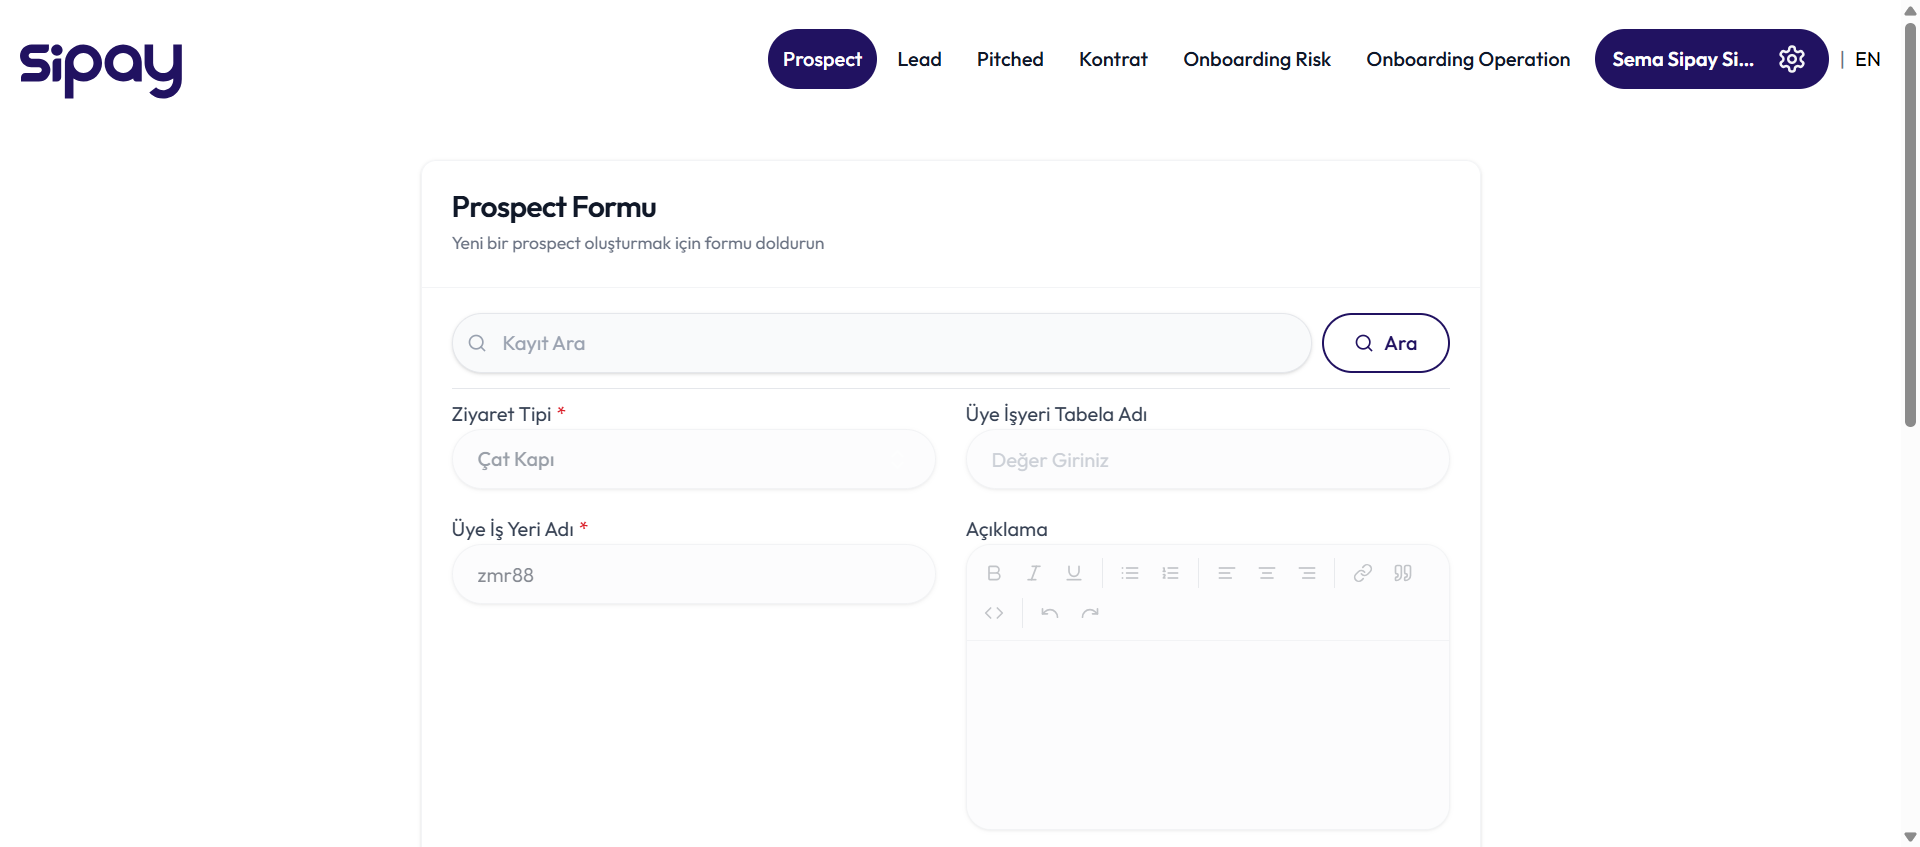 sipay
Prospect
Lead
Pitched
Kontrat
Onboarding Risk
Onboarding Operation
Sema Sipay Si...
| EN
Prospect Formu
Yeni bir prospect oluşturmak için formu doldurun
Kayıt Ara
Ara
Ziyaret Tipi *
Üye İşyeri Tabela Adı
Çat Kapı
Değer Giriniz
Üye İş Yeri Adı *
Açıklama
zmr88